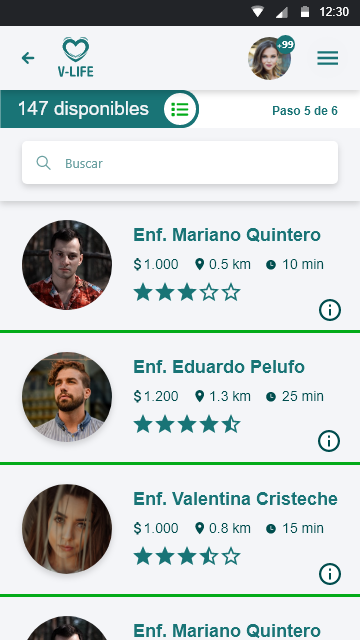 12:30
V-LIFE
+99
147 disponibles
Paso 5 de 6
Buscar
Enf. Mariano Quintero
$1.000 0.5 km 10 min
Enf. Eduardo Pelufo
$1.200 1.3 km 25 min
Enf. Valentina Cristeche
$1.000 0.8 km 15 min
Enf. Mariano Quintero